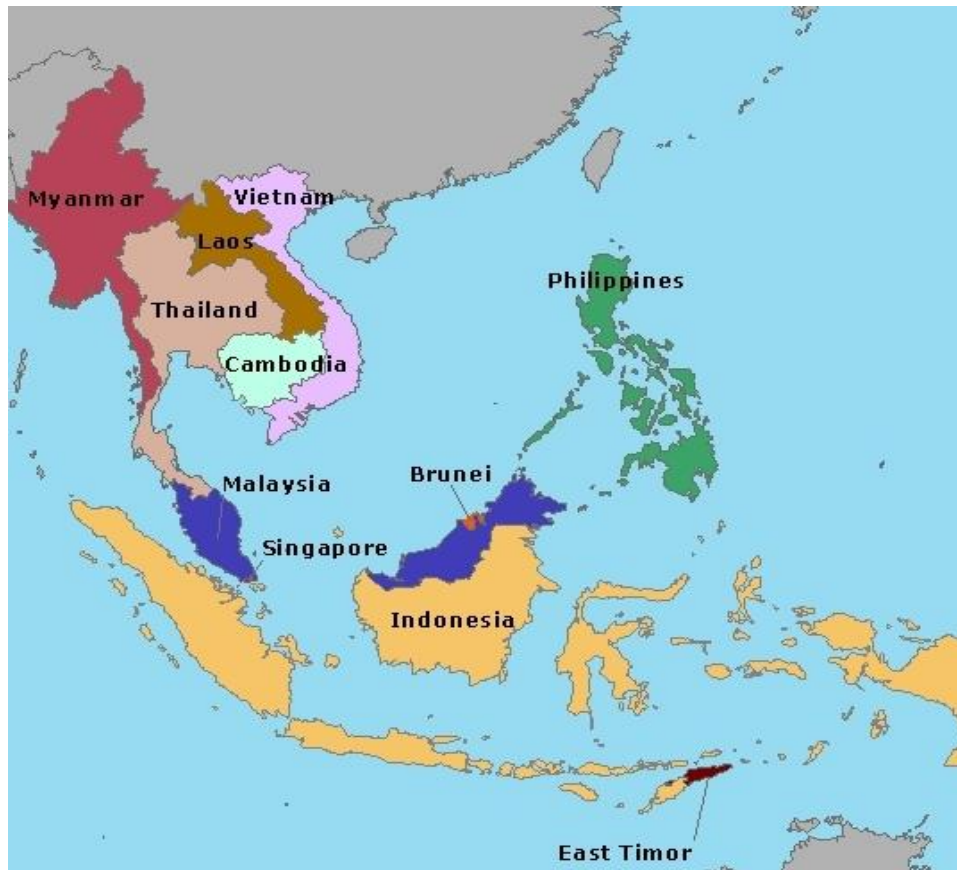 Myanmar
Vietnam
Laos
Philippines
Thailand
Cambodia
Brunei
Malaysia
Singapore
Indonesia
East Timor